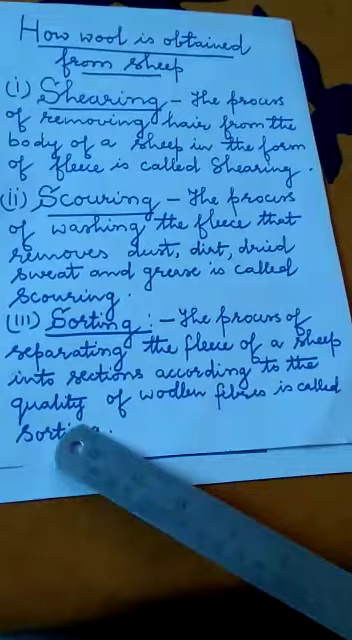 How wool is obtained
from sheep
(i) Shearing - The process
of removing hair from the
body of a sheep in the form
of fleece is called Shearing.
(ii) Scouring - The process
of washing the fleece that
removes dust, dirt, dried
sweat and grease is called
Scouring.
(iii) Sorting :- The process of
separating the fleece of a sheep
into sections according to the
quality of woollen fibres is called